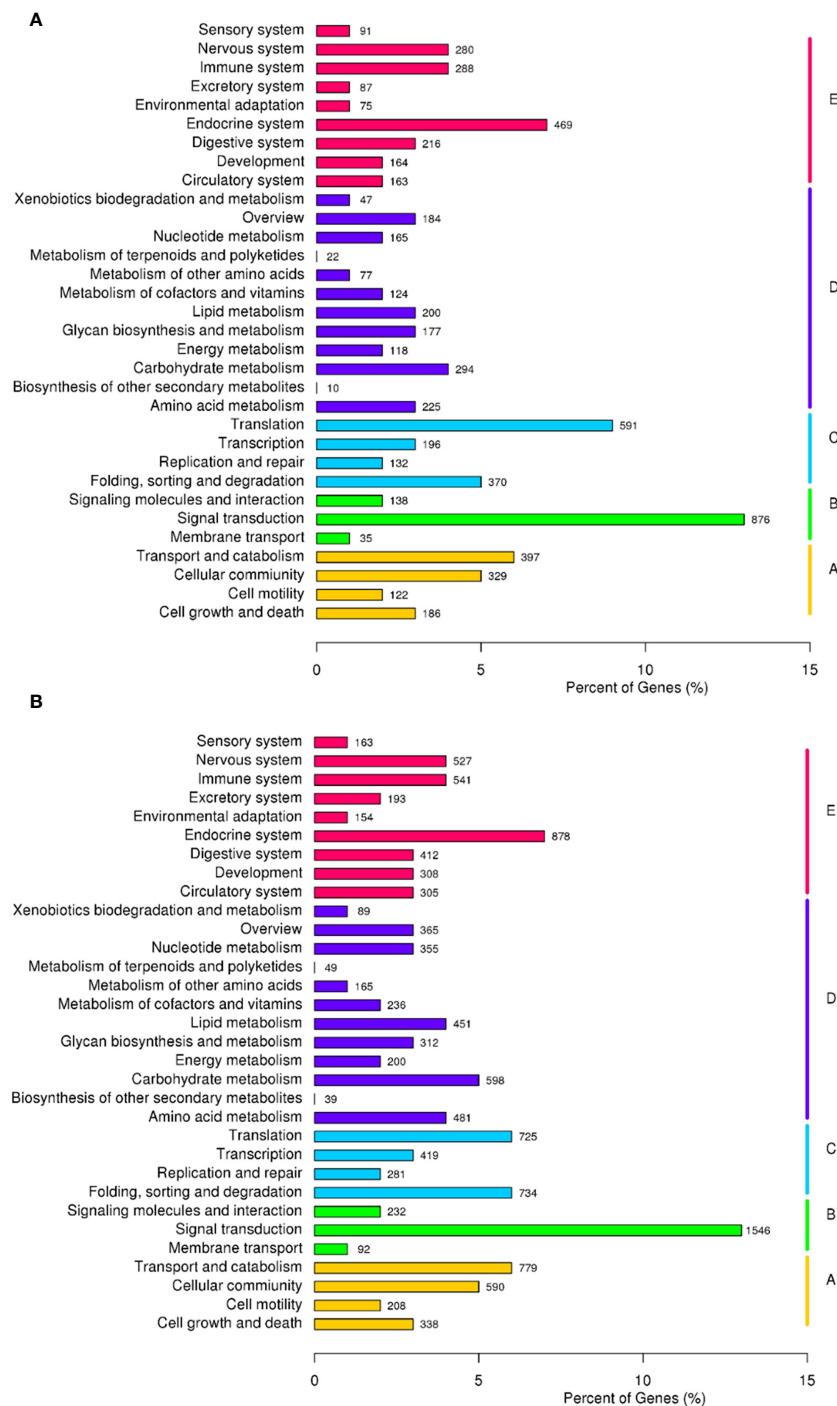 A
Sensory system 91
Nervous system 280
Immune system 288
Excretory system 87
Environmental adaptation 75
Endocrine system 469
Digestive system 216
Development 164
Circulatory system 163
E
Xenobiotics biodegradation and metabolism 47
Overview 184
Nucleotide metabolism 165
Metabolism of terpenoids and polyketides 22
Metabolism of other amino acids 77
Metabolism of cofactors and vitamins 124
Lipid metabolism 200
Glycan biosynthesis and metabolism 177
Energy metabolism 118
Carbohydrate metabolism 294
Biosynthesis of other secondary metabolites 10
Amino acid metabolism 225
D
Translation 591
Transcription 196
Replication and repair 132
Folding, sorting and degradation 370
C
Signaling molecules and interaction 138
Signal transduction 876
Membrane transport 35
B
Transport and catabolism 397
Cellular commiunity 329
Cell motility 122
Cell growth and death 186
A
0 5 10 15
Percent of Genes (%)
B
Sensory system 163
Nervous system 527
Immune system 541
Excretory system 193
Environmental adaptation 154
Endocrine system 878
Digestive system 412
Development 308
Circulatory system 305
E
Xenobiotics biodegradation and metabolism 89
Overview 365
Nucleotide metabolism 355
Metabolism of terpenoids and polyketides 49
Metabolism of other amino acids 165
Metabolism of cofactors and vitamins 236
Lipid metabolism 451
Glycan biosynthesis and metabolism 312
Energy metabolism 200
Carbohydrate metabolism 598
Biosynthesis of other secondary metabolites 39
Amino acid metabolism 481
D
Translation 725
Transcription 419
Replication and repair 281
Folding, sorting and degradation 734
C
Signaling molecules and interaction 232
Signal transduction 1546
Membrane transport 92
B
Transport and catabolism 779
Cellular commiunity 590
Cell motility 208
Cell growth and death 338
A
0 5 10 15
Percent of Genes (%)